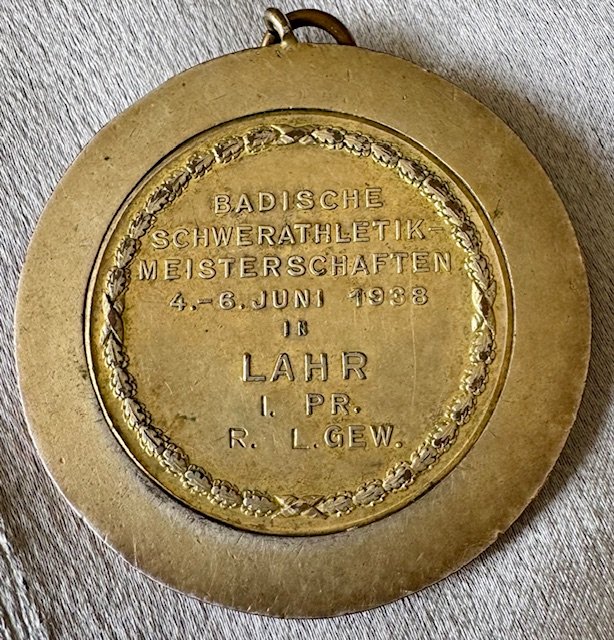 BADISCHE
SCHWERATHLETIK-
MEISTERSCHAFTEN
4.-6. JUNI 1938
IN
LAHR
I. PR.
R. L. GEW.